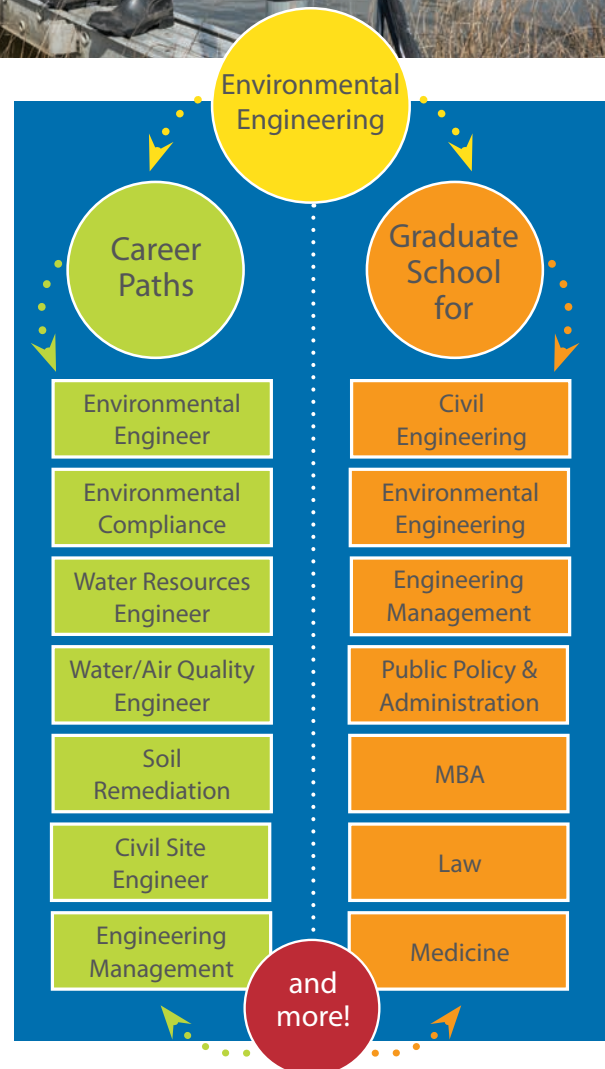 Environmental
Engineering
Career
Paths
Environmental
Engineer
Environmental
Compliance
Water Resources
Engineer
Water/Air Quality
Engineer
Soil
Remediation
Civil Site
Engineer
Engineering
Management
Graduate
School
for
Civil
Engineering
Environmental
Engineering
Engineering
Management
Public Policy &
Administration
MBA
Law
Medicine
and
more!